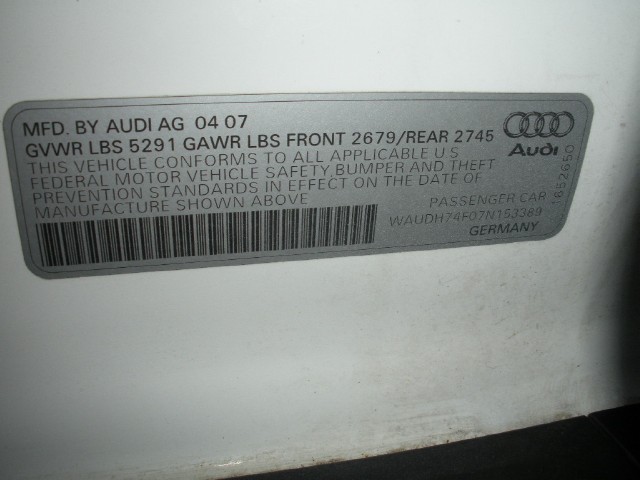 MFD. BY AUDI AG 04 07
GVWR LBS 5291 GAWR LBS FRONT 2679/REAR 2745
THIS VEHICLE CONFORMS TO ALL APPLICABLE U S
FEDERAL MOTOR VEHICLE SAFETY, BUMPER AND THEFT
PREVENTION STANDARDS IN EFFECT ON THE DATE OF
MANUFACTURE SHOWN ABOVE
Audi
1652650
PASSENGER CAR
WAUDH74F07N153389
GERMANY